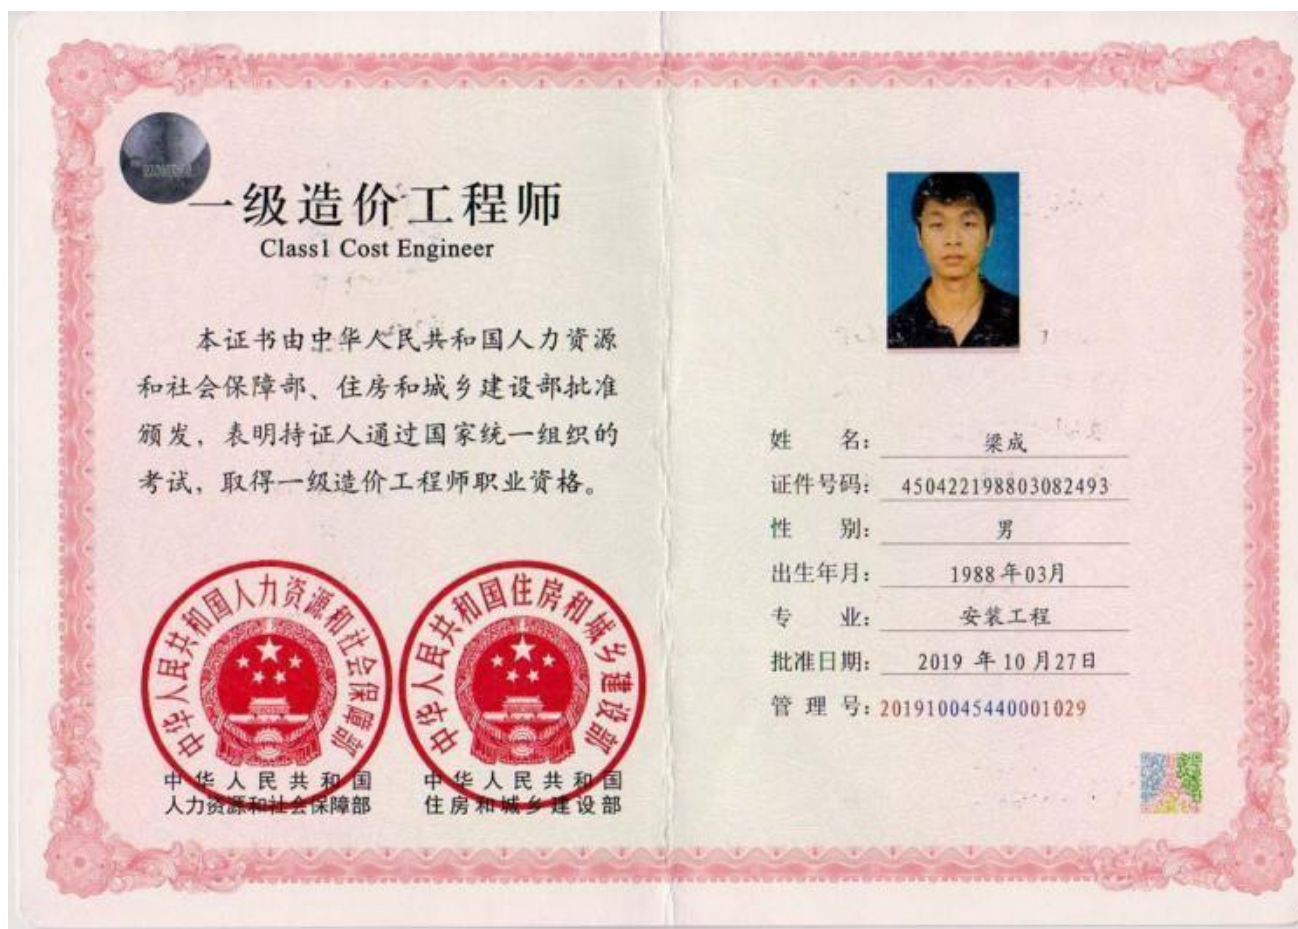 一级造价工程师
Class1 Cost Engineer
本证书由中华人民共和国人力资源
和社会保障部、住房和城乡建设部批准
颁发，表明持证人通过国家统一组织的
考试，取得一级造价工程师职业资格。
中华人民共和国人力资源和社会保障部
中华人民共和国
人力资源和社会保障部
中华人民共和国住房和城乡建设部
中华人民共和国
住房和城乡建设部
姓 名： 梁成
证件号码： 450422198803082493
性 别： 男
出生年月： 1988年03月
专 业： 安装工程
批准日期： 2019 年10月27日
管 理 号：201910045440001029